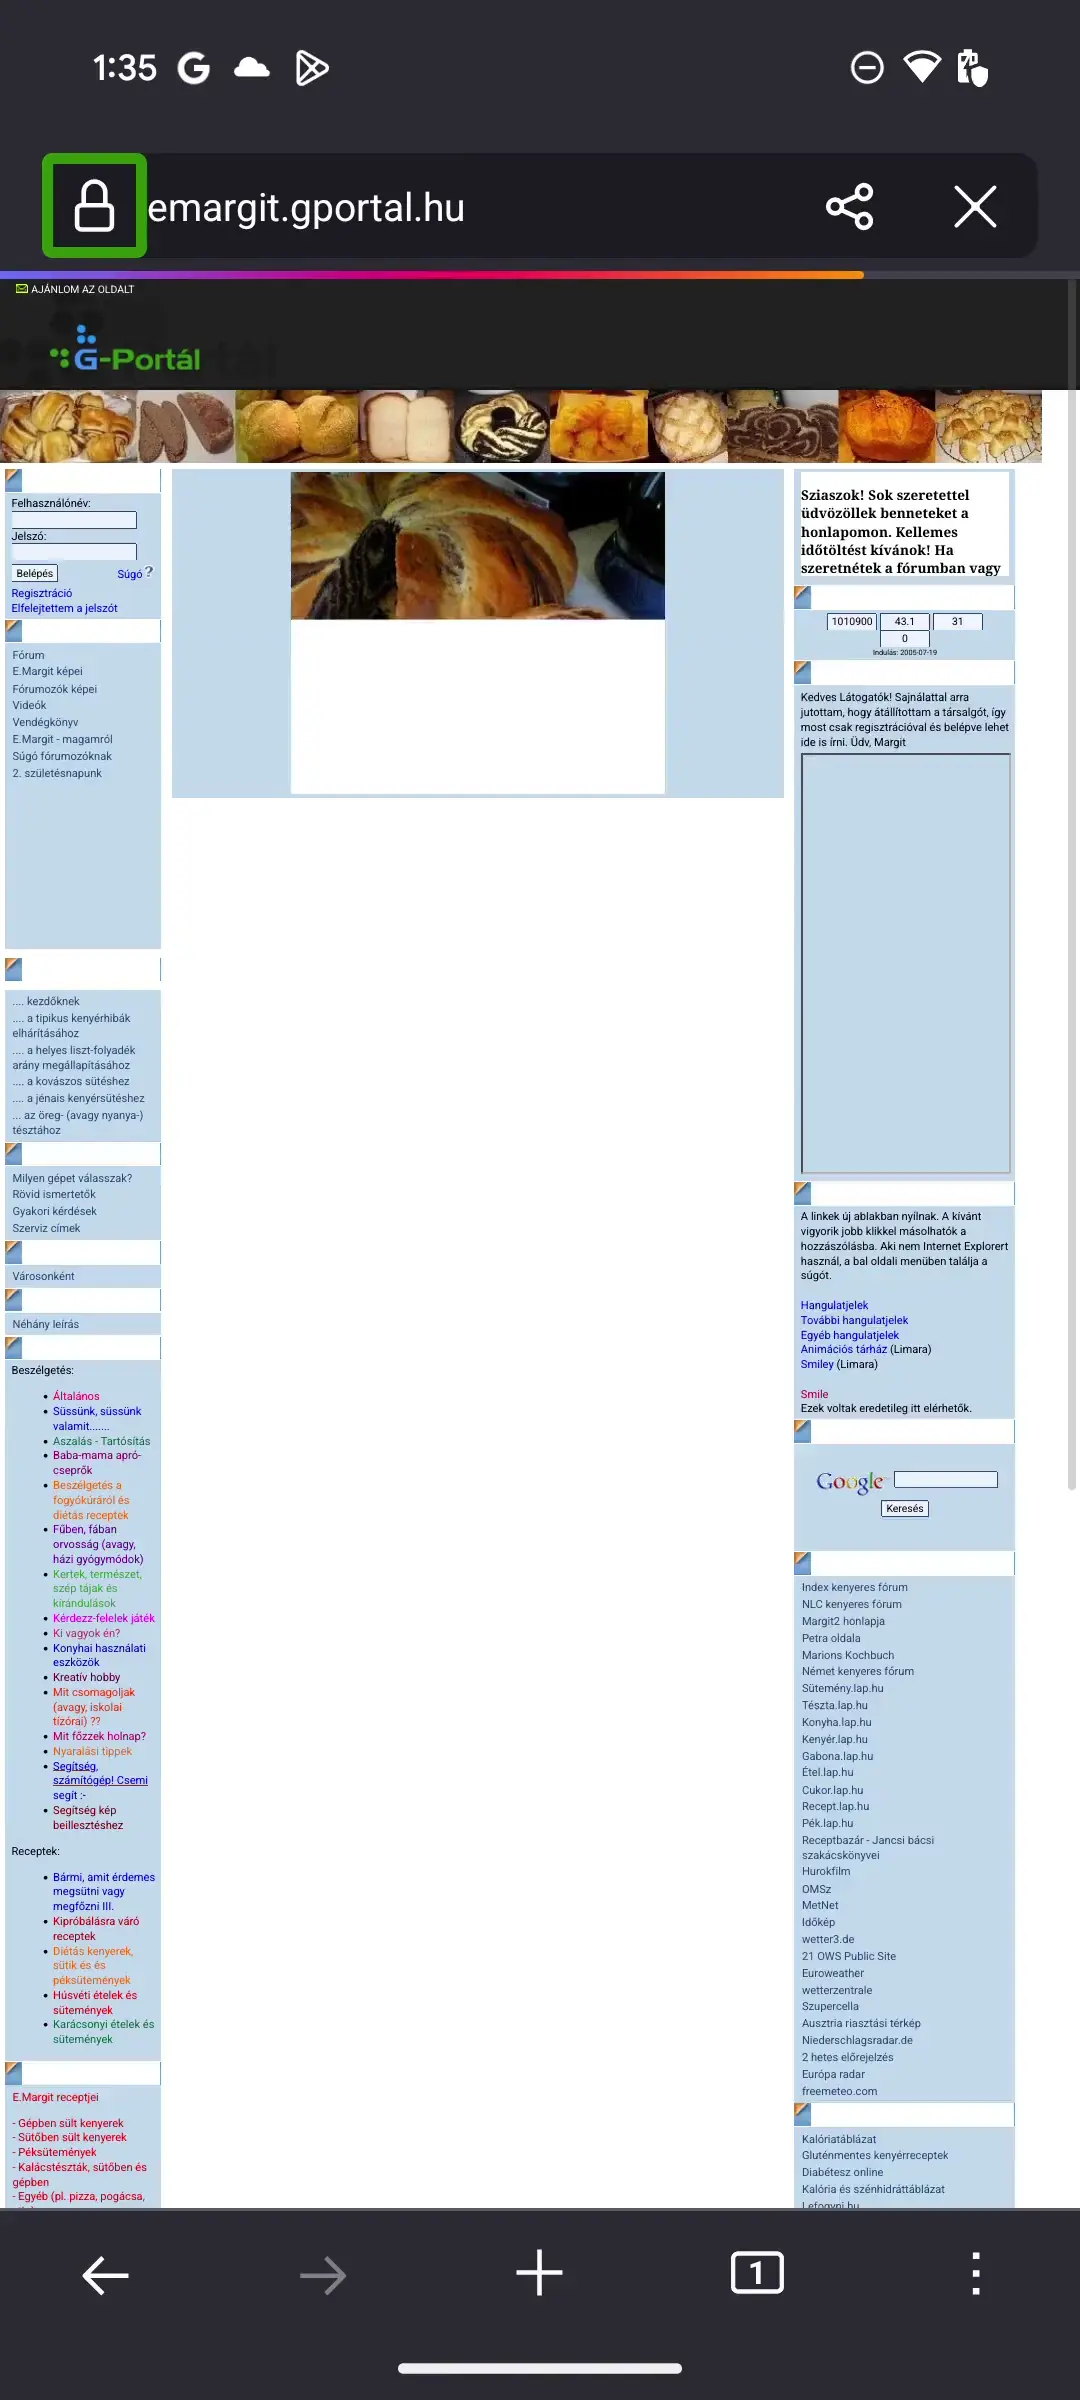 1:35
emargit.gportal.hu
AJÁNLOM AZ OLDALT
G-Portál
Felhasználónév:
Jelszó:
Belépés
Súgó ?
Regisztráció
Elfelejtettem a jelszót
Fórum
E.Margit képei
Fórumozók képei
Videók
Vendégkönyv
E.Margit - magamról
Súgó fórumozóknak
2. születésnapunk
.... kezdőknek
.... a tipikus kenyérhibák
elhárításához
.... a helyes liszt-folyadék
arány megállapításához
.... a kovászos sütéshez
.... a jénais kenyérsütéshez
... az öreg- (avagy nyanya-)
tésztához
Milyen gépet válasszak?
Rövid ismertetők
Gyakori kérdések
Szerviz címek
Városonként
Néhány leírás
Beszélgetés:
Általános
Süssünk, süssünk
valamit.......
Aszalás - Tartósítás
Baba-mama apró-
cseprők
Beszélgetés a
fogyókúráról és
diétás receptek
Fűben, fában
orvosság (avagy,
házi gyógymódok)
Kertek, természet,
szép tájak és
kirándulások
Kérdezz-felelek játék
Ki vagyok én?
Konyhai használati
eszközök
Kreatív hobby
Mit csomagoljak
(avagy, iskolai
tízórai) ??
Mit főzzek holnap?
Nyaralási tippek
Segítség,
számítógép! Csemi
segít :-
Segítség kép
beillesztéshez
Receptek:
Bármi, amit érdemes
megsütni vagy
megfőzni III.
Kipróbálásra váró
receptek
Diétás kenyerek,
sütik és és
péksütemények
Húsvéti ételek és
sütemények
Karácsonyi ételek és
sütemények
E.Margit receptjei
- Gépben sült kenyerek
- Sütőben sült kenyerek
- Péksütemények
- Kalácstészták, sütőben és
gépben
- Egyéb (pl. pizza, pogácsa,
Sziaszok! Sok szeretettel
üdvözöllek benneteket a
honlapomon. Kellemes
időtöltést kívánok! Ha
szeretnétek a fórumban vagy
1010900 43.1 31
0
Indulás: 2005-07-19
Kedves Látogatók! Sajnálattal arra
jutottam, hogy átállítottam a társalgót, így
most csak regisztrációval és belépve lehet
ide is írni. Üdv, Margit
A linkek új ablakban nyílnak. A kívánt
vigyorik jobb klikkel másolhatók a
hozzászólásba. Aki nem Internet Explorert
használ, a bal oldali menüben találja a
súgót.
Hangulatjelek
További hangulatjelek
Egyéb hangulatjelek
Animációs tárház (Limara)
Smiley (Limara)
Smile
Ezek voltak eredetileg itt elérhetők.
Google
Keresés
Index kenyeres fórum
NLC kenyeres fórum
Margit2 honlapja
Petra oldala
Marions Kochbuch
Német kenyeres fórum
Sütemény.lap.hu
Tészta.lap.hu
Konyha.lap.hu
Kenyér.lap.hu
Gabona.lap.hu
Étel.lap.hu
Cukor.lap.hu
Recept.lap.hu
Pék.lap.hu
Receptbazár - Jancsi bácsi
szakácskönyvei
Hurokfilm
OMSz
MetNet
Időkép
wetter3.de
21 OWS Public Site
Euroweather
wetterzentrale
Szupercella
Ausztria riasztási térkép
Niederschlagsradar.de
2 hetes előrejelzés
Európa radar
freemeteo.com
Kalóriatáblázat
Gluténmentes kenyérreceptek
Diabétesz online
Kalória és szénhidráttáblázat
Lefogyni.hu
1